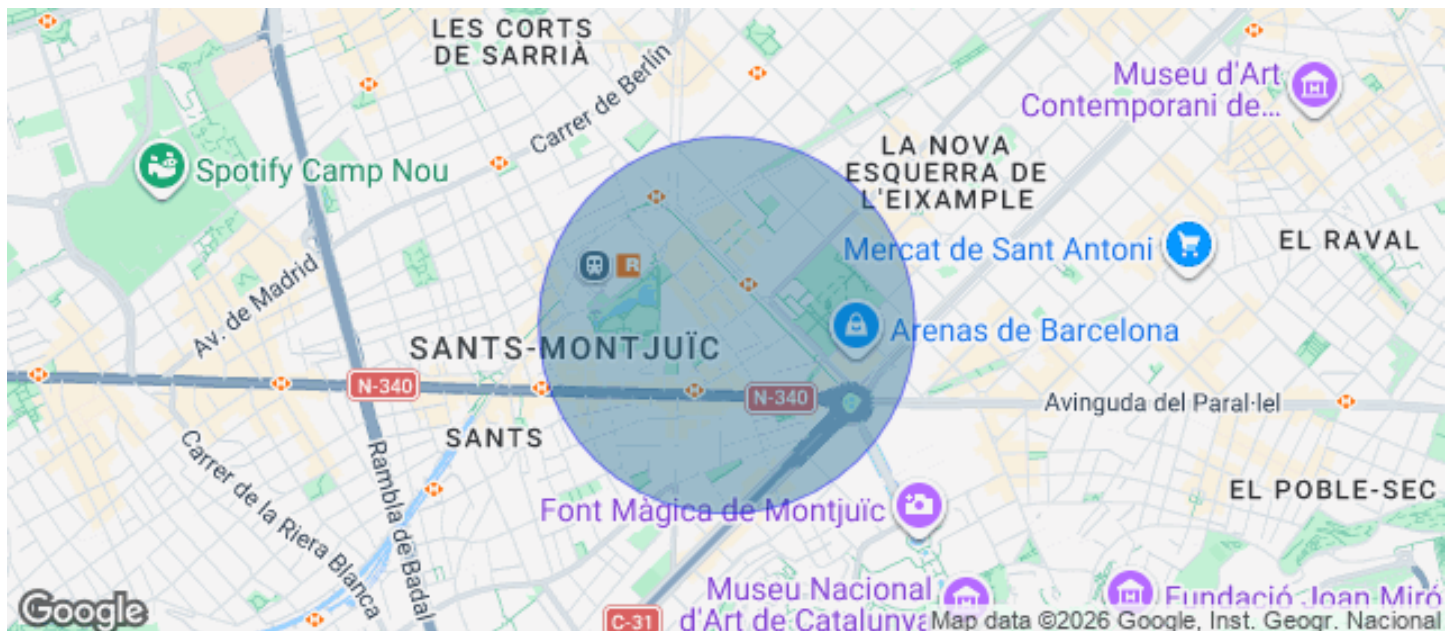 LES CORTS
DE SARRIÀ
Carrer de Berlín
Museu d'Art
Contemporani de...
Spotify Camp Nou
LA NOVA
ESQUERRA DE
L'EIXAMPLE
Mercat de Sant Antoni
EL RAVAL
R
Av. de Madrid
Arenas de Barcelona
SANTS-MONTJUÏC
N-340
N-340
Avinguda del Paral·lel
SANTS
Rambla de Badal
Carrer de la Riera Blanca
EL POBLE-SEC
Font Màgica de Montjuïc
Museu Nacional
d'Art de Catalunya
Fundació Joan Miró
Google
C-31
Map data ©2026 Google, Inst. Geogr. Nacional